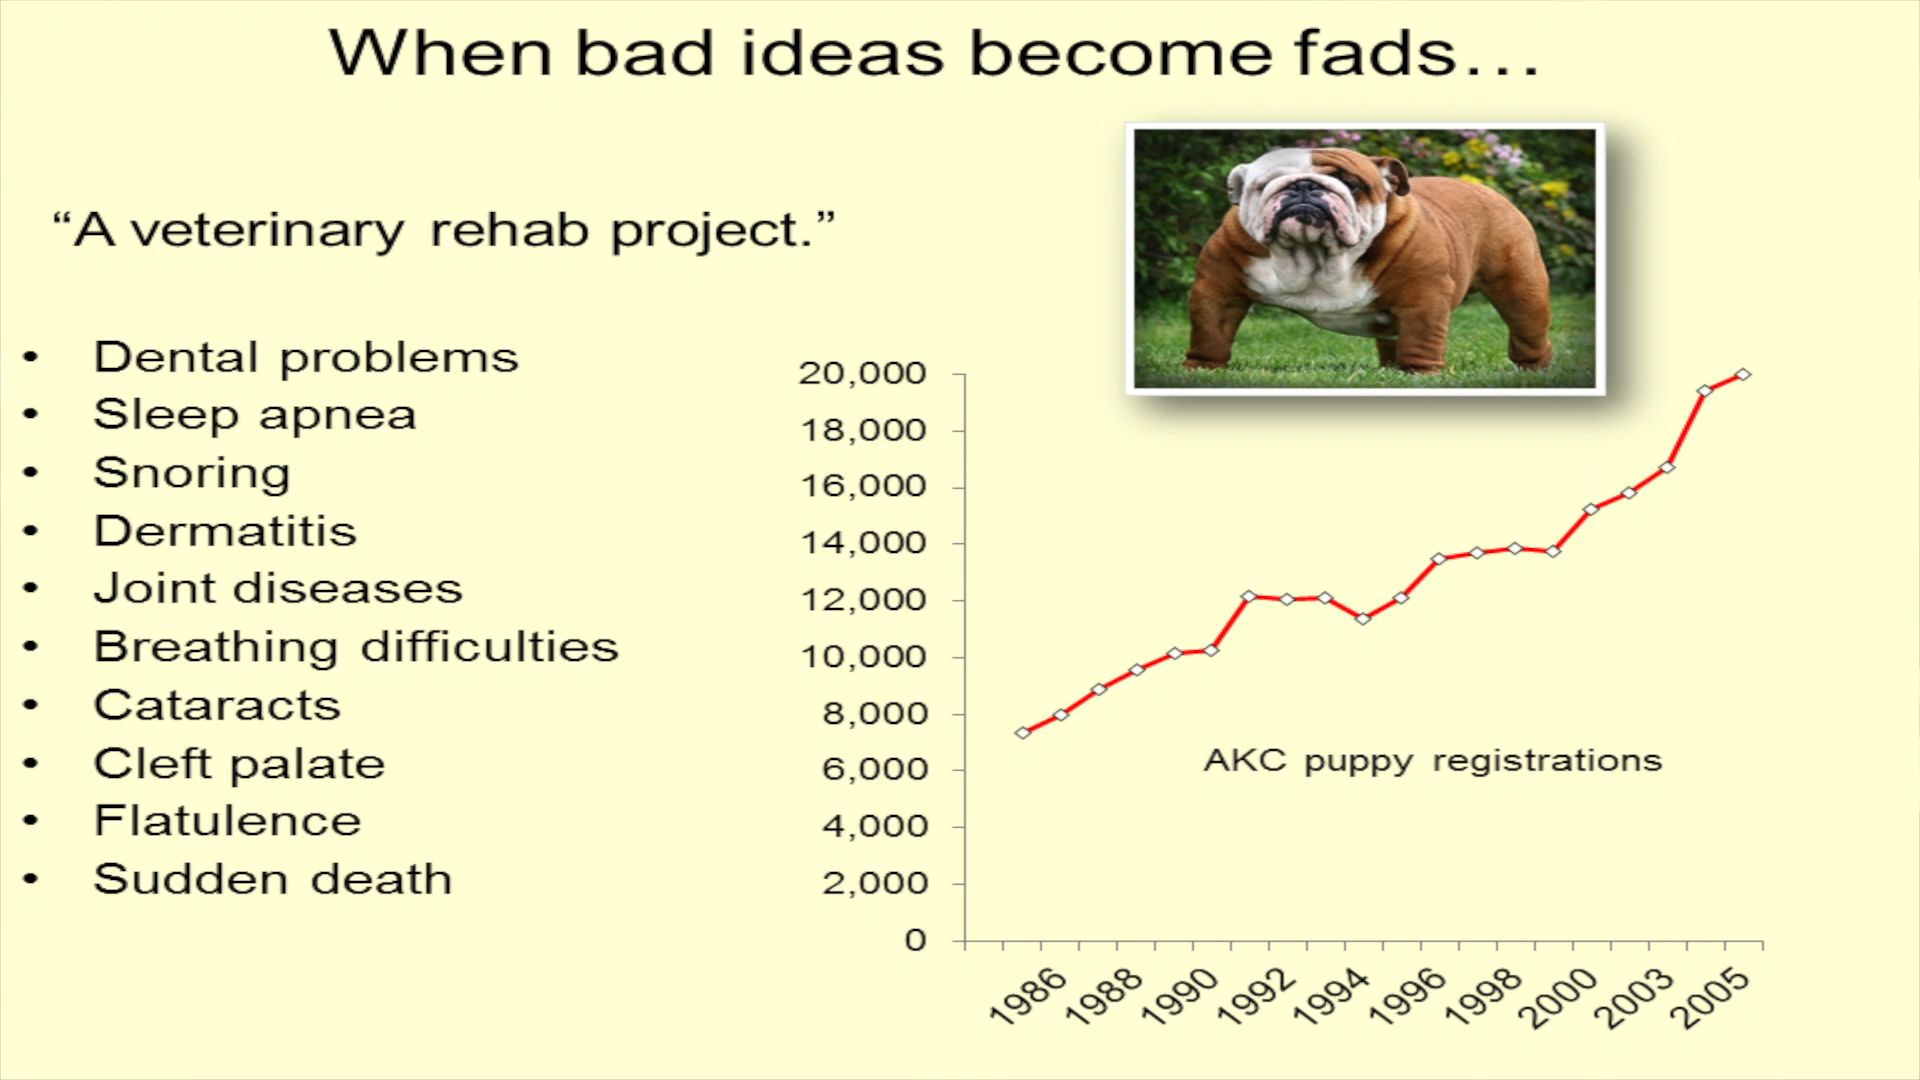 When bad ideas become fads…
“A veterinary rehab project.”
• Dental problems
• Sleep apnea
• Snoring
• Dermatitis
• Joint diseases
• Breathing difficulties
• Cataracts
• Cleft palate
• Flatulence
• Sudden death
20,000
18,000
16,000
14,000
12,000
10,000
8,000
6,000
4,000
2,000
0
AKC puppy registrations
1986
1988
1990
1992
1994
1996
1998
2000
2003
2005